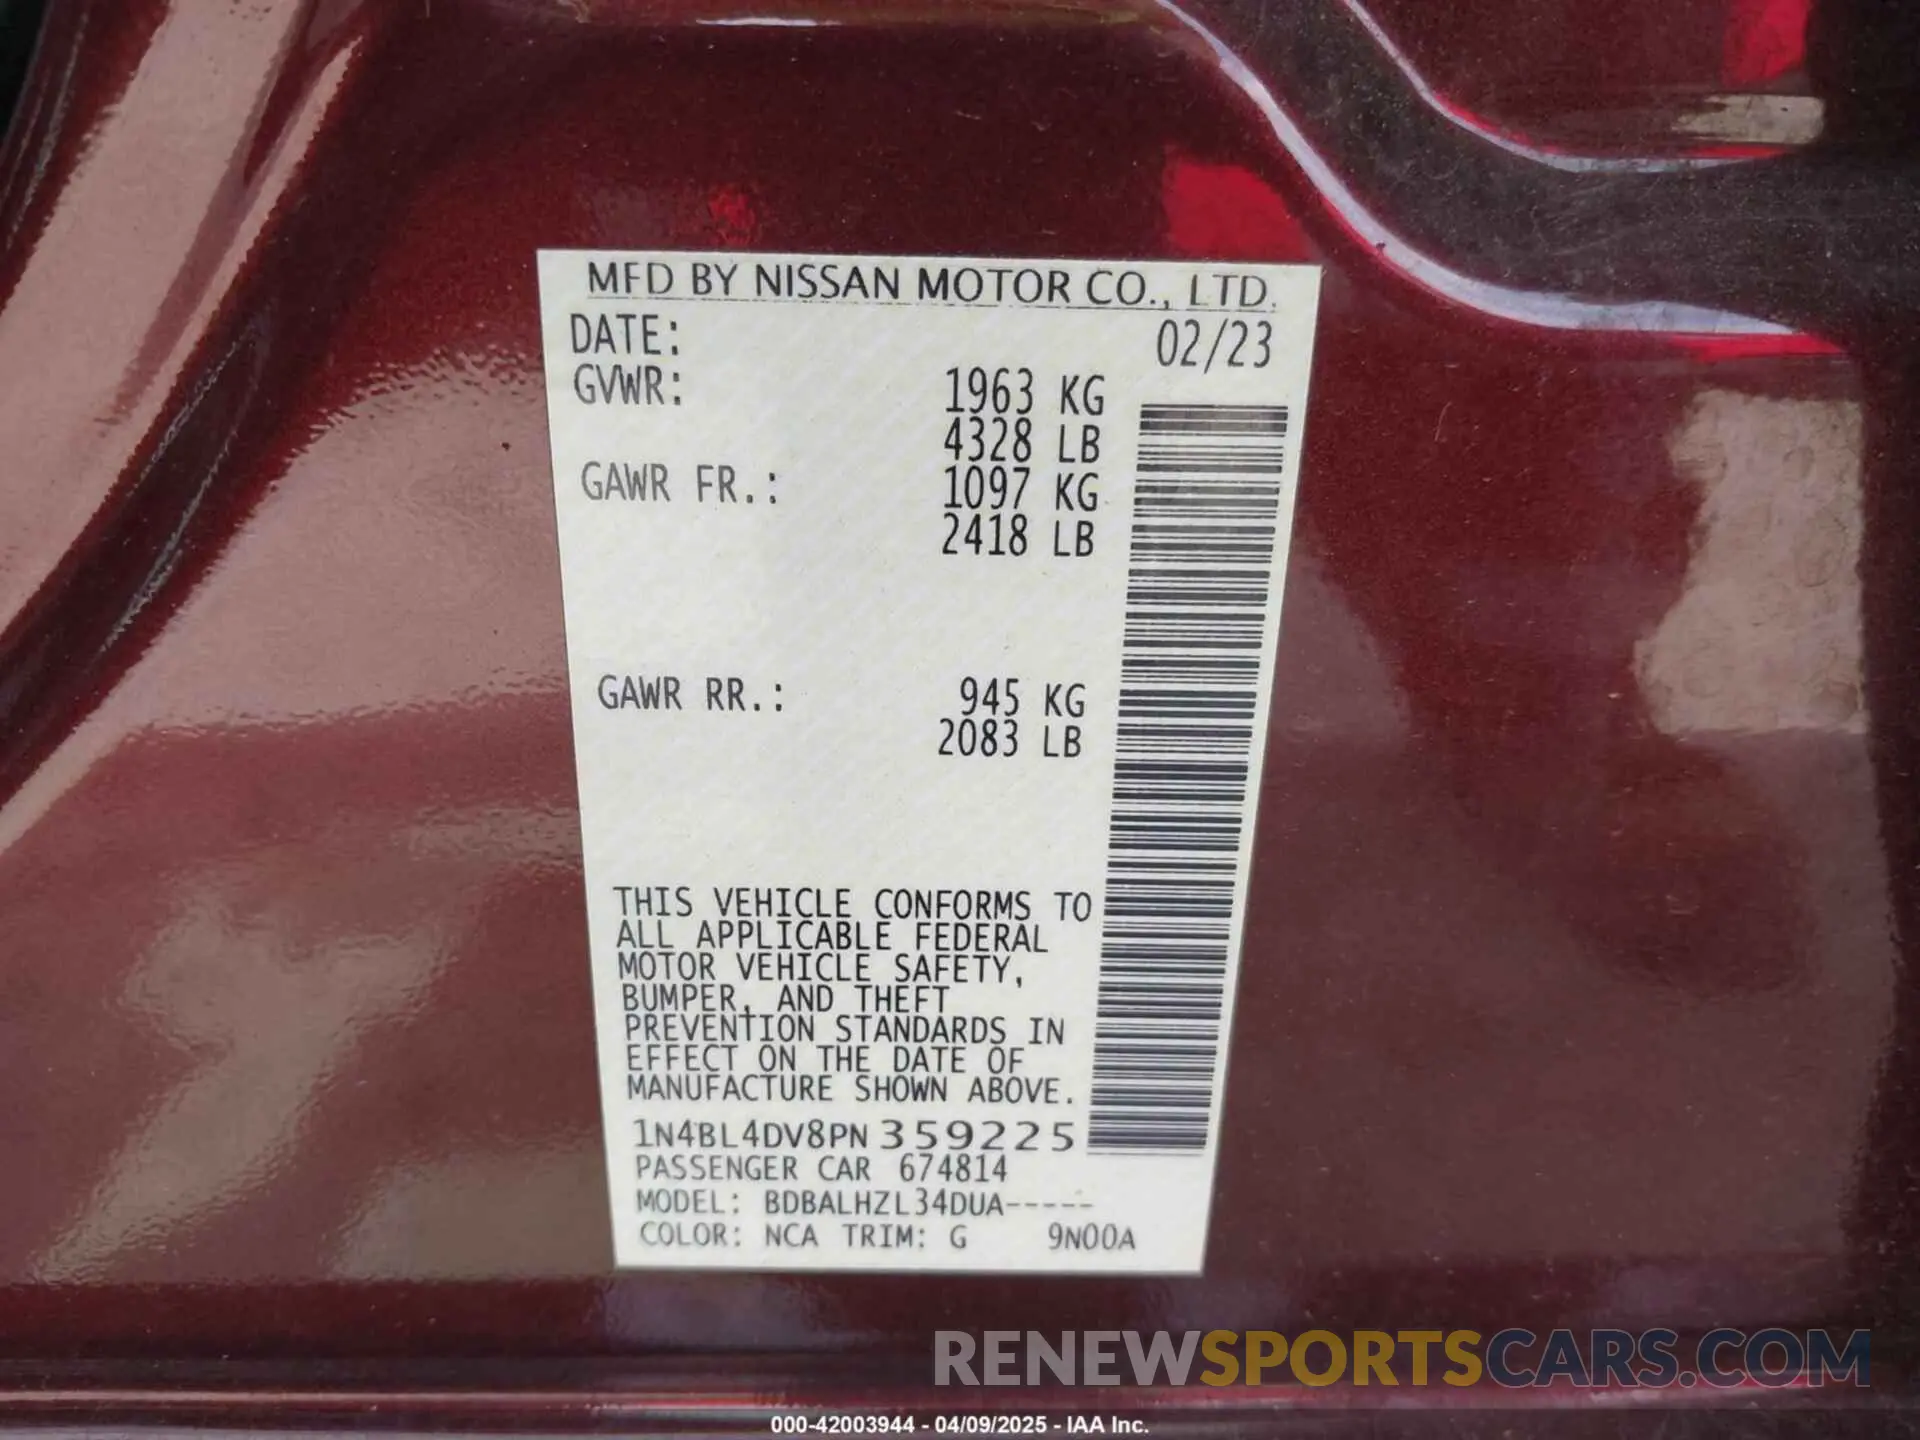 MFD BY NISSAN MOTOR CO., LTD.
DATE: 02/23
GVWR: 1963 KG
4328 LB
GAWR FR.: 1097 KG
2418 LB
GAWR RR.: 945 KG
2083 LB
THIS VEHICLE CONFORMS TO
ALL APPLICABLE FEDERAL
MOTOR VEHICLE SAFETY,
BUMPER, AND THEFT
PREVENTION STANDARDS IN
EFFECT ON THE DATE OF
MANUFACTURE SHOWN ABOVE.
1N4BL4DV8PN359225
PASSENGER CAR 674814
MODEL: BDBALHZL34DUA-----
COLOR: NCA TRIM: G 9N00A
RENEWSPORTSCARS.COM
000-42003944 - 04/09/2025 - IAA Inc.